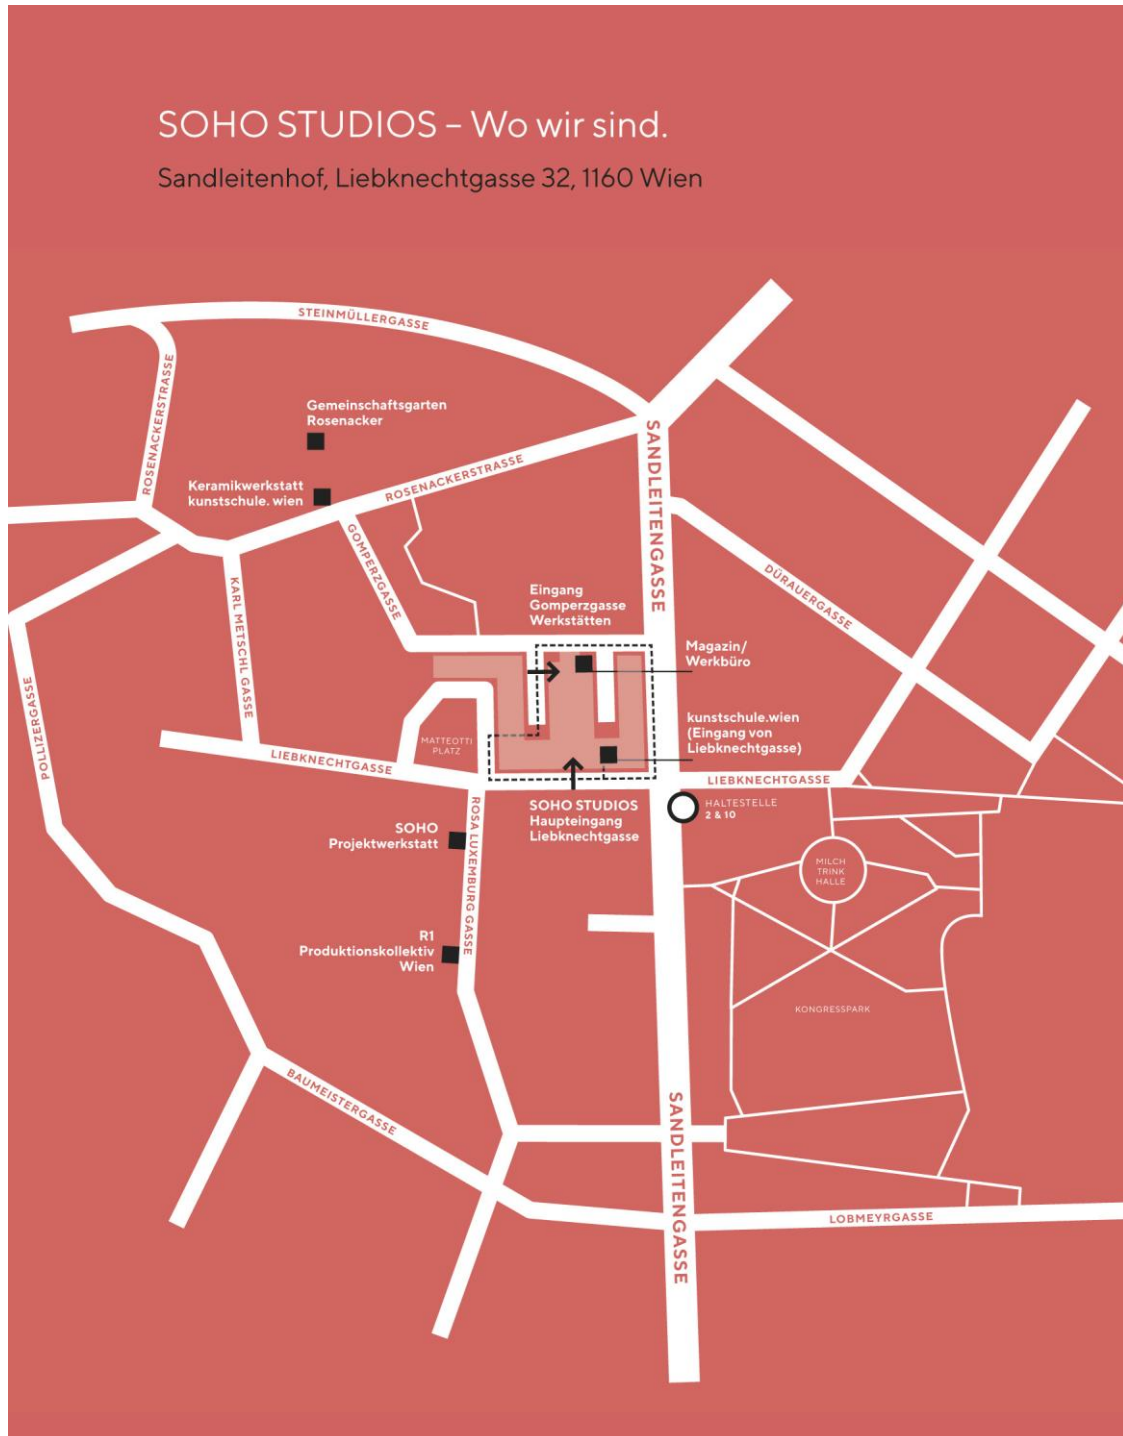 SOHO STUDIOS – Wo wir sind.
Sandleitenhof, Liebknechtgasse 32, 1160 Wien
STEINMÜLLERGASSE
ROSENACKERSTRASSE
Gemeinschaftsgarten
Rosenacker
Keramikwerkstatt
kunstschule.wien
ROSENACKERSTRASSE
SANDLEITENGASSE
GOMPERZGASSE
KARL METSCHL GASSE
DÜRAUERGASSE
Eingang
Gomperzgasse
Werkstätten
Magazin/
Werkbüro
POLLIZERGASSE
MATTEOTTI
PLATZ
kunstschule.wien
(Eingang von
Liebknechtgasse)
LIEBKNECHTGASSE
LIEBKNECHTGASSE
SOHO STUDIOS
Haupteingang
Liebknechtgasse
HALTESTELLE
2 & 10
SOHO
Projektwerkstatt
ROSA LUXEMBURG GASSE
MILCH
TRINK
HALLE
R1
Produktionskollektiv
Wien
KONGRESSPARK
BAUMEISTERGASSE
SANDLEITENGASSE
LOBMEYRGASSE